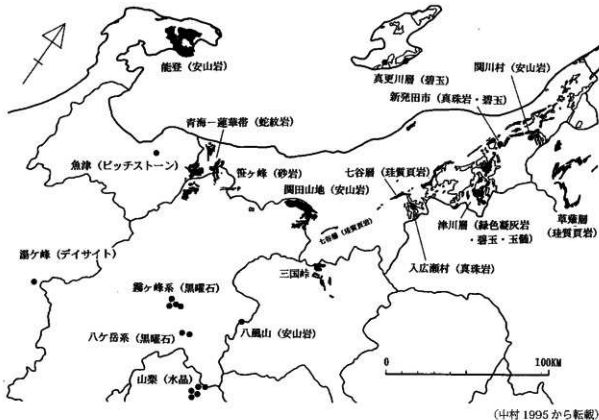 能登（安山岩）
真更川層（碧玉）
関川村（安山岩）
新発田市（真珠岩・碧玉）
青海－蓮華帯（蛇紋岩）
魚津（ピッチストーン）
笹ヶ峰（砂岩）
関田山地（安山岩）
七谷層（珪質頁岩）
七谷層（珪質頁岩）
津川層（緑色凝灰岩
・碧玉・玉髄）
草薙層
（珪質頁岩）
入広瀬村（真珠岩）
湯ケ峰（デイサイト）
三国峠
霧ヶ峰系（黒曜石）
八ケ岳系（黒曜石）
八風山（安山岩）
山梨（水晶）
0 100KM
（中村 1995 から転載）